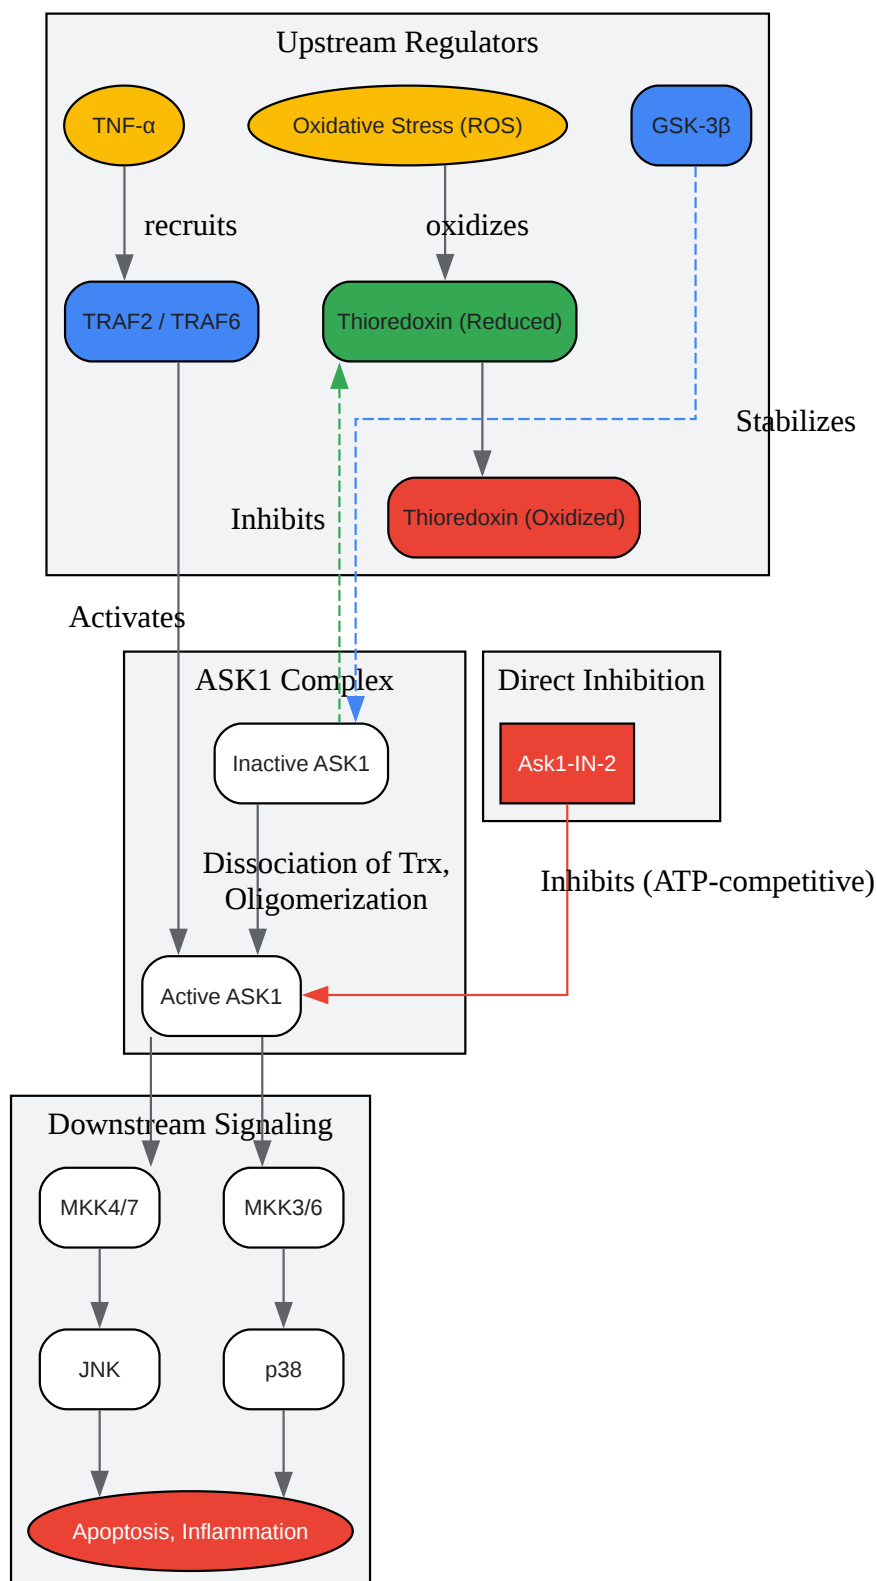 Upstream Regulators
TNF-α
Oxidative Stress (ROS)
GSK-3β
recruits
oxidizes
TRAF2 / TRAF6
Thioredoxin (Reduced)
Stabilizes
Inhibits
Thioredoxin (Oxidized)
Activates
ASK1 Complex
Direct Inhibition
Inactive ASK1
Ask1-IN-2
Dissociation of Trx,
Oligomerization
Inhibits (ATP-competitive)
Active ASK1
Downstream Signaling
MKK4/7
MKK3/6
JNK
p38
Apoptosis, Inflammation